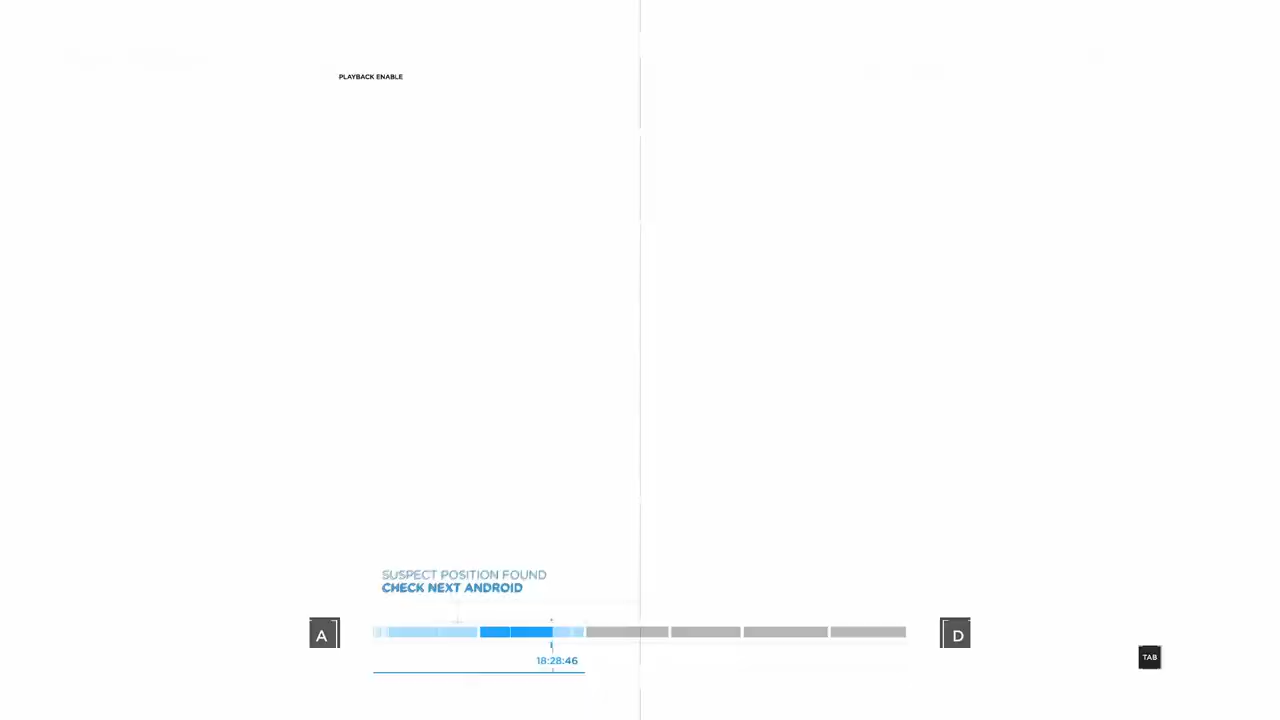 PLAYBACK ENABLE
SUSPECT POSITION FOUND
CHECK NEXT ANDROID
A
D
18:28:46
TAB